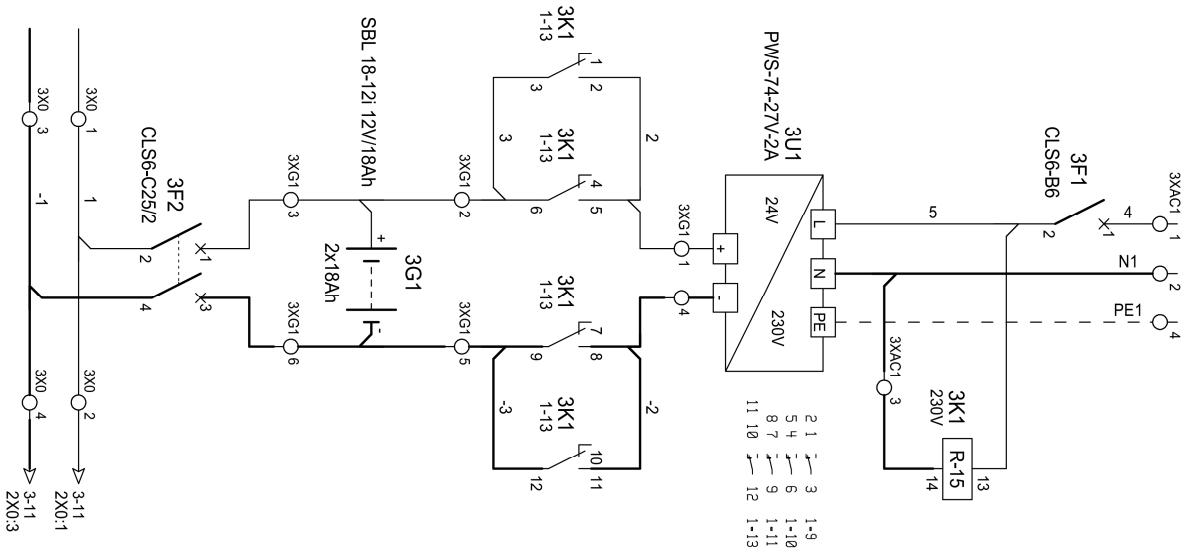 3XAC1
1
4
3F1
CLS6-B6
1
2
5
N1
2
PE1
4
3XAC1
3
3K1
230V
R-15
13
14
3U1
PWS-74-27V-2A
24V
230V
L
N
PE
+
-
2 1 3 1-9
5 4 6 1-10
8 7 9 1-11
11 10 12 1-13
3XG1
1
4
3K1
1-13
1
2
3
3K1
1-13
4
5
6
2
3
3K1
1-13
7
8
9
3K1
1-13
10
11
12
-2
-3
3XG1
2
3XG1
5
SBL 18-12i 12V/18Ah
3G1
2x18Ah
+
-
3XG1
3
3XG1
6
3F2
CLS6-C25/2
1
2
3
4
3X0
1
3X0
3
1
-1
3X0
2
3X0
4
3-11
2X0:1
3-11
2X0:3